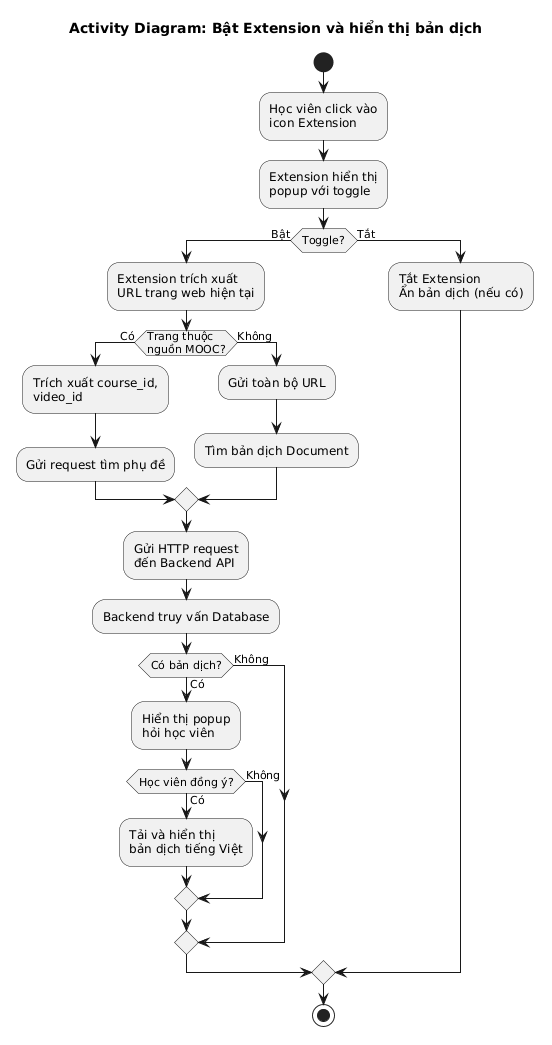 Activity Diagram: Bật Extension và hiển thị bản dịch
Học viên click vào
icon Extension
Extension hiển thị
popup với toggle
Toggle?
Bật
Tắt
Extension trích xuất
URL trang web hiện tại
Tắt Extension
Ẩn bản dịch (nếu có)
Trang thuộc
nguồn MOOC?
Có
Không
Trích xuất course_id,
video_id
Gửi request tìm phụ đề
Gửi toàn bộ URL
Tìm bản dịch Document
Gửi HTTP request
đến Backend API
Backend truy vấn Database
Có bản dịch?
Không
Có
Hiển thị popup
hỏi học viên
Học viên đồng ý?
Không
Có
Tải và hiển thị
bản dịch tiếng Việt